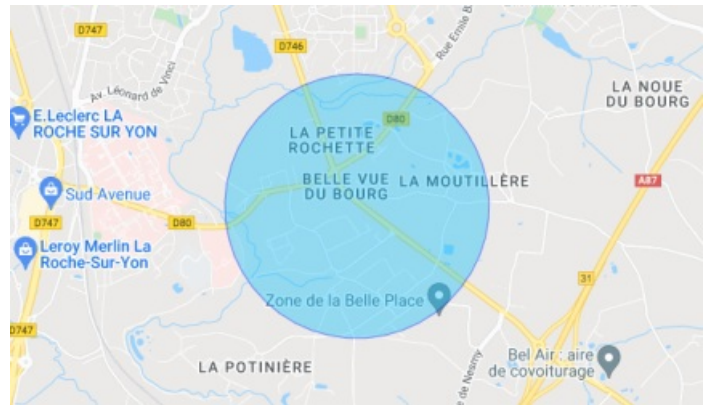 D747
D746
Rue Emile B
Av. Léonard de Vinci
LA NOUE
DU BOURG
E.Leclerc LA
ROCHE SUR YON
D80
LA PETITE
ROCHETTE
BELLE VUE
DU BOURG
LA MOUTILLÈRE
A87
Sud Avenue
D747
D80
Leroy Merlin La
Roche-Sur-Yon
31
Zone de la Belle Place
D747
LA POTINIÈRE
de Nesmy
Bel Air : aire
de covoiturage